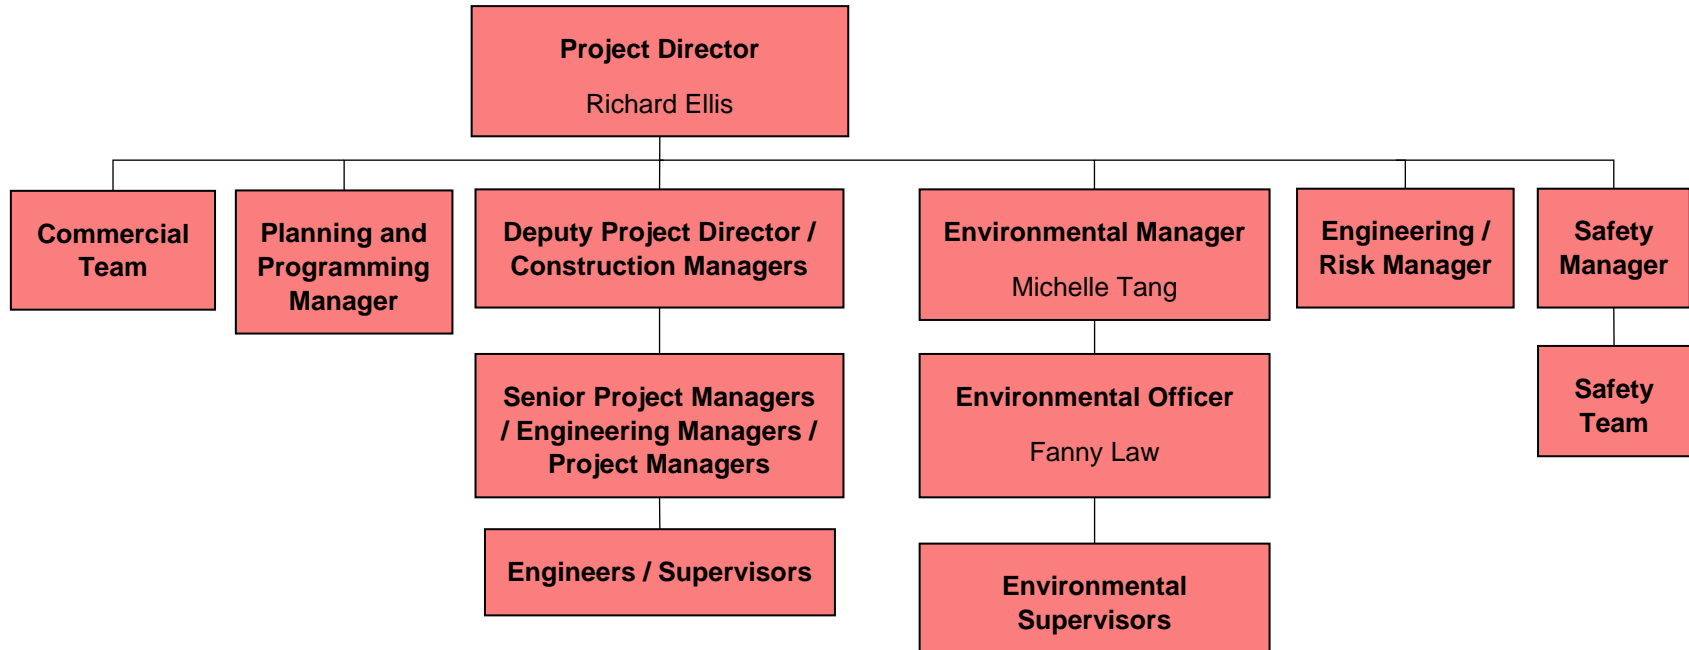 Project Director
Richard Ellis
Commercial
Team
Planning and
Programming
Manager
Deputy Project Director /
Construction Managers
Environmental Manager
Michelle Tang
Engineering /
Risk Manager
Safety
Manager
Senior Project Managers
/ Engineering Managers /
Project Managers
Environmental Officer
Fanny Law
Safety
Team
Engineers / Supervisors
Environmental
Supervisors